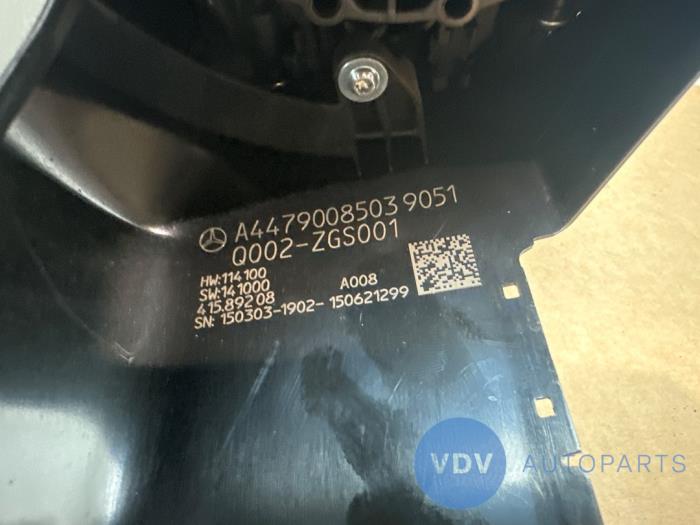 A4479008503 9051
Q002-ZGS001
HW:114100
SW:141000 A008
415.892 08
SN: 150303-1902- 150621299
VDV AUTOPARTS